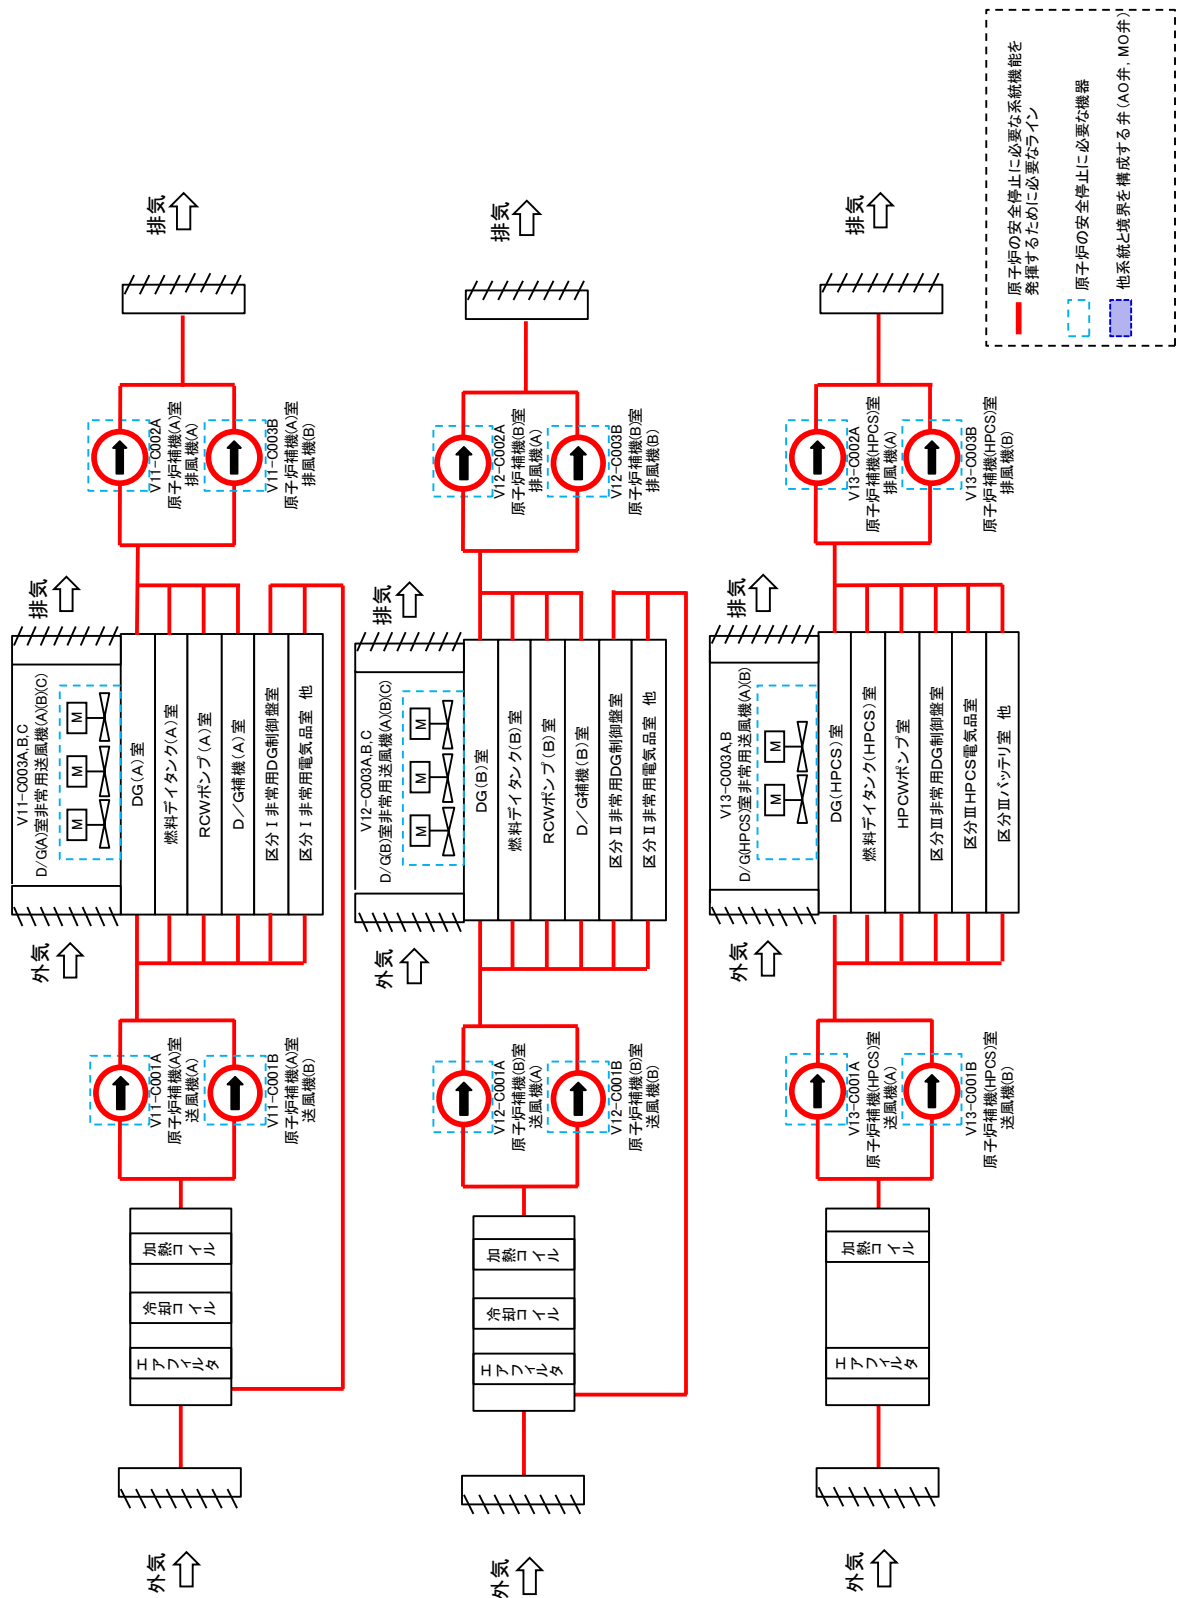 外気
エアフィルタ
冷却コイル
加熱コイル
V11-C001A
原子炉補機(A)室
送風機(A)
V11-C001B
原子炉補機(A)室
送風機(B)
外気
V11-C003A,B,C
D/G(A)室非常用送風機(A)(B)(C)
M
M
M
DG(A)室
燃料デイタンク(A)室
RCWポンプ(A)室
D/G補機(A)室
区分Ⅰ非常用DG制御盤室
区分Ⅰ非常用電気品室 他
排気
V11-C002A
原子炉補機(A)室
排風機(A)
V11-C003B
原子炉補機(A)室
排風機(B)
排気
外気
エアフィルタ
冷却コイル
加熱コイル
V12-C001A
原子炉補機(B)室
送風機(A)
V12-C001B
原子炉補機(B)室
送風機(B)
外気
V12-C003A,B,C
D/G(B)室非常用送風機(A)(B)(C)
M
M
M
DG(B)室
燃料デイタンク(B)室
RCWポンプ(B)室
D/G補機(B)室
区分Ⅱ非常用DG制御盤室
区分Ⅱ非常用電気品室 他
排気
V12-C002A
原子炉補機(B)室
排風機(A)
V12-C003B
原子炉補機(B)室
排風機(B)
排気
外気
エアフィルタ
加熱コイル
V13-C001A
原子炉補機(HPCS)室
送風機(A)
V13-C001B
原子炉補機(HPCS)室
送風機(B)
外気
V13-C003A,B
D/G(HPCS)室非常用送風機(A)(B)
M
M
DG(HPCS)室
燃料デイタンク(HPCS)室
HPCWポンプ室
区分Ⅲ非常用DG制御盤室
区分ⅢHPCS電気品室
区分Ⅲバッテリ室 他
排気
V13-C002A
原子炉補機(HPCS)室
排風機(A)
V13-C003B
原子炉補機(HPCS)室
排風機(B)
排気
原子炉の安全停止に必要な系統機能を
発揮するために必要なライン
原子炉の安全停止に必要な機器
他系統と境界を構成する弁(AO弁, MO弁)